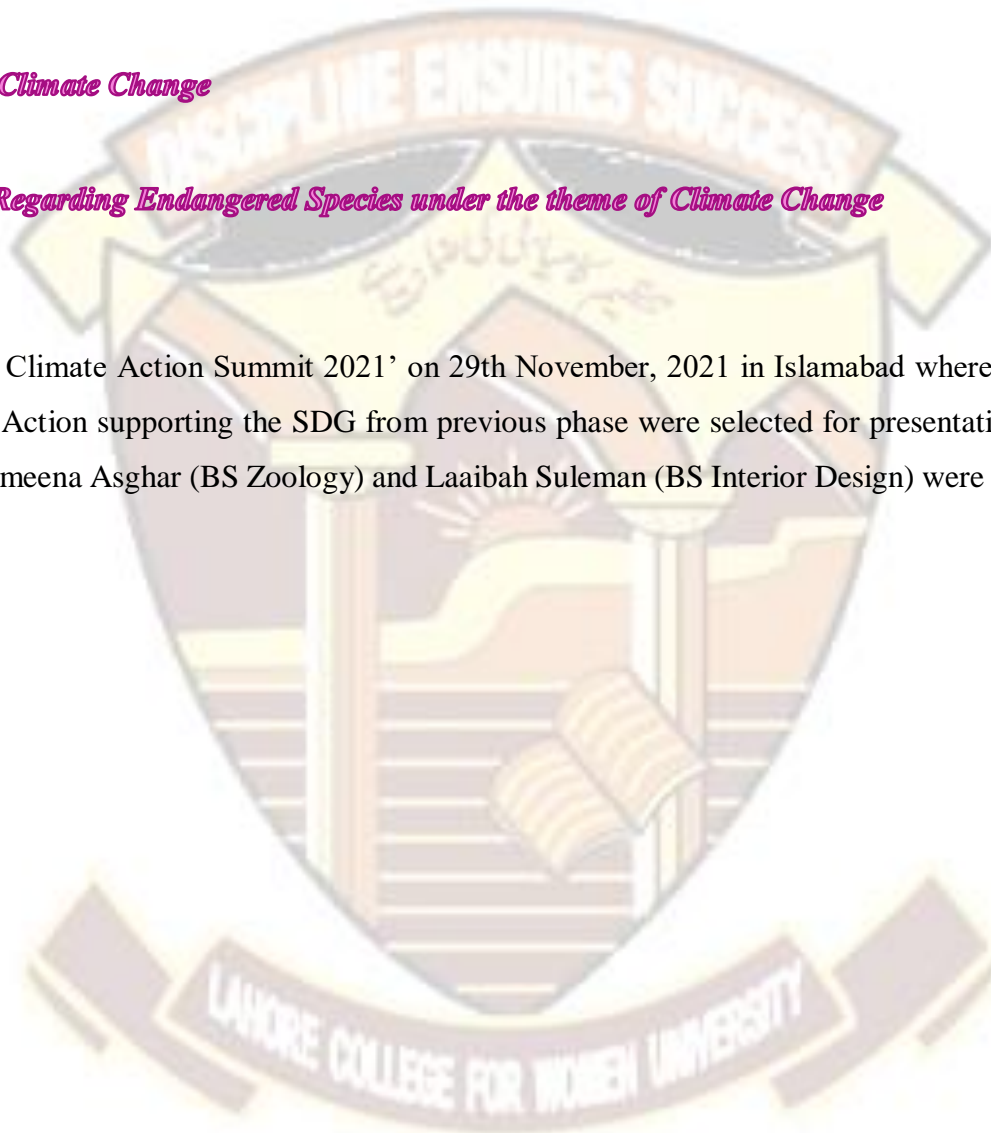 DISCIPLINE ENSURES SUCCESS
Climate Change
Regarding Endangered Species under the theme of Climate Change
Climate Action Summit 2021’ on 29th November, 2021 in Islamabad where
Action supporting the SDG from previous phase were selected for presentati
meena Asghar (BS Zoology) and Laaibah Suleman (BS Interior Design) were
LAHORE COLLEGE FOR WOMEN UNIVERSITY